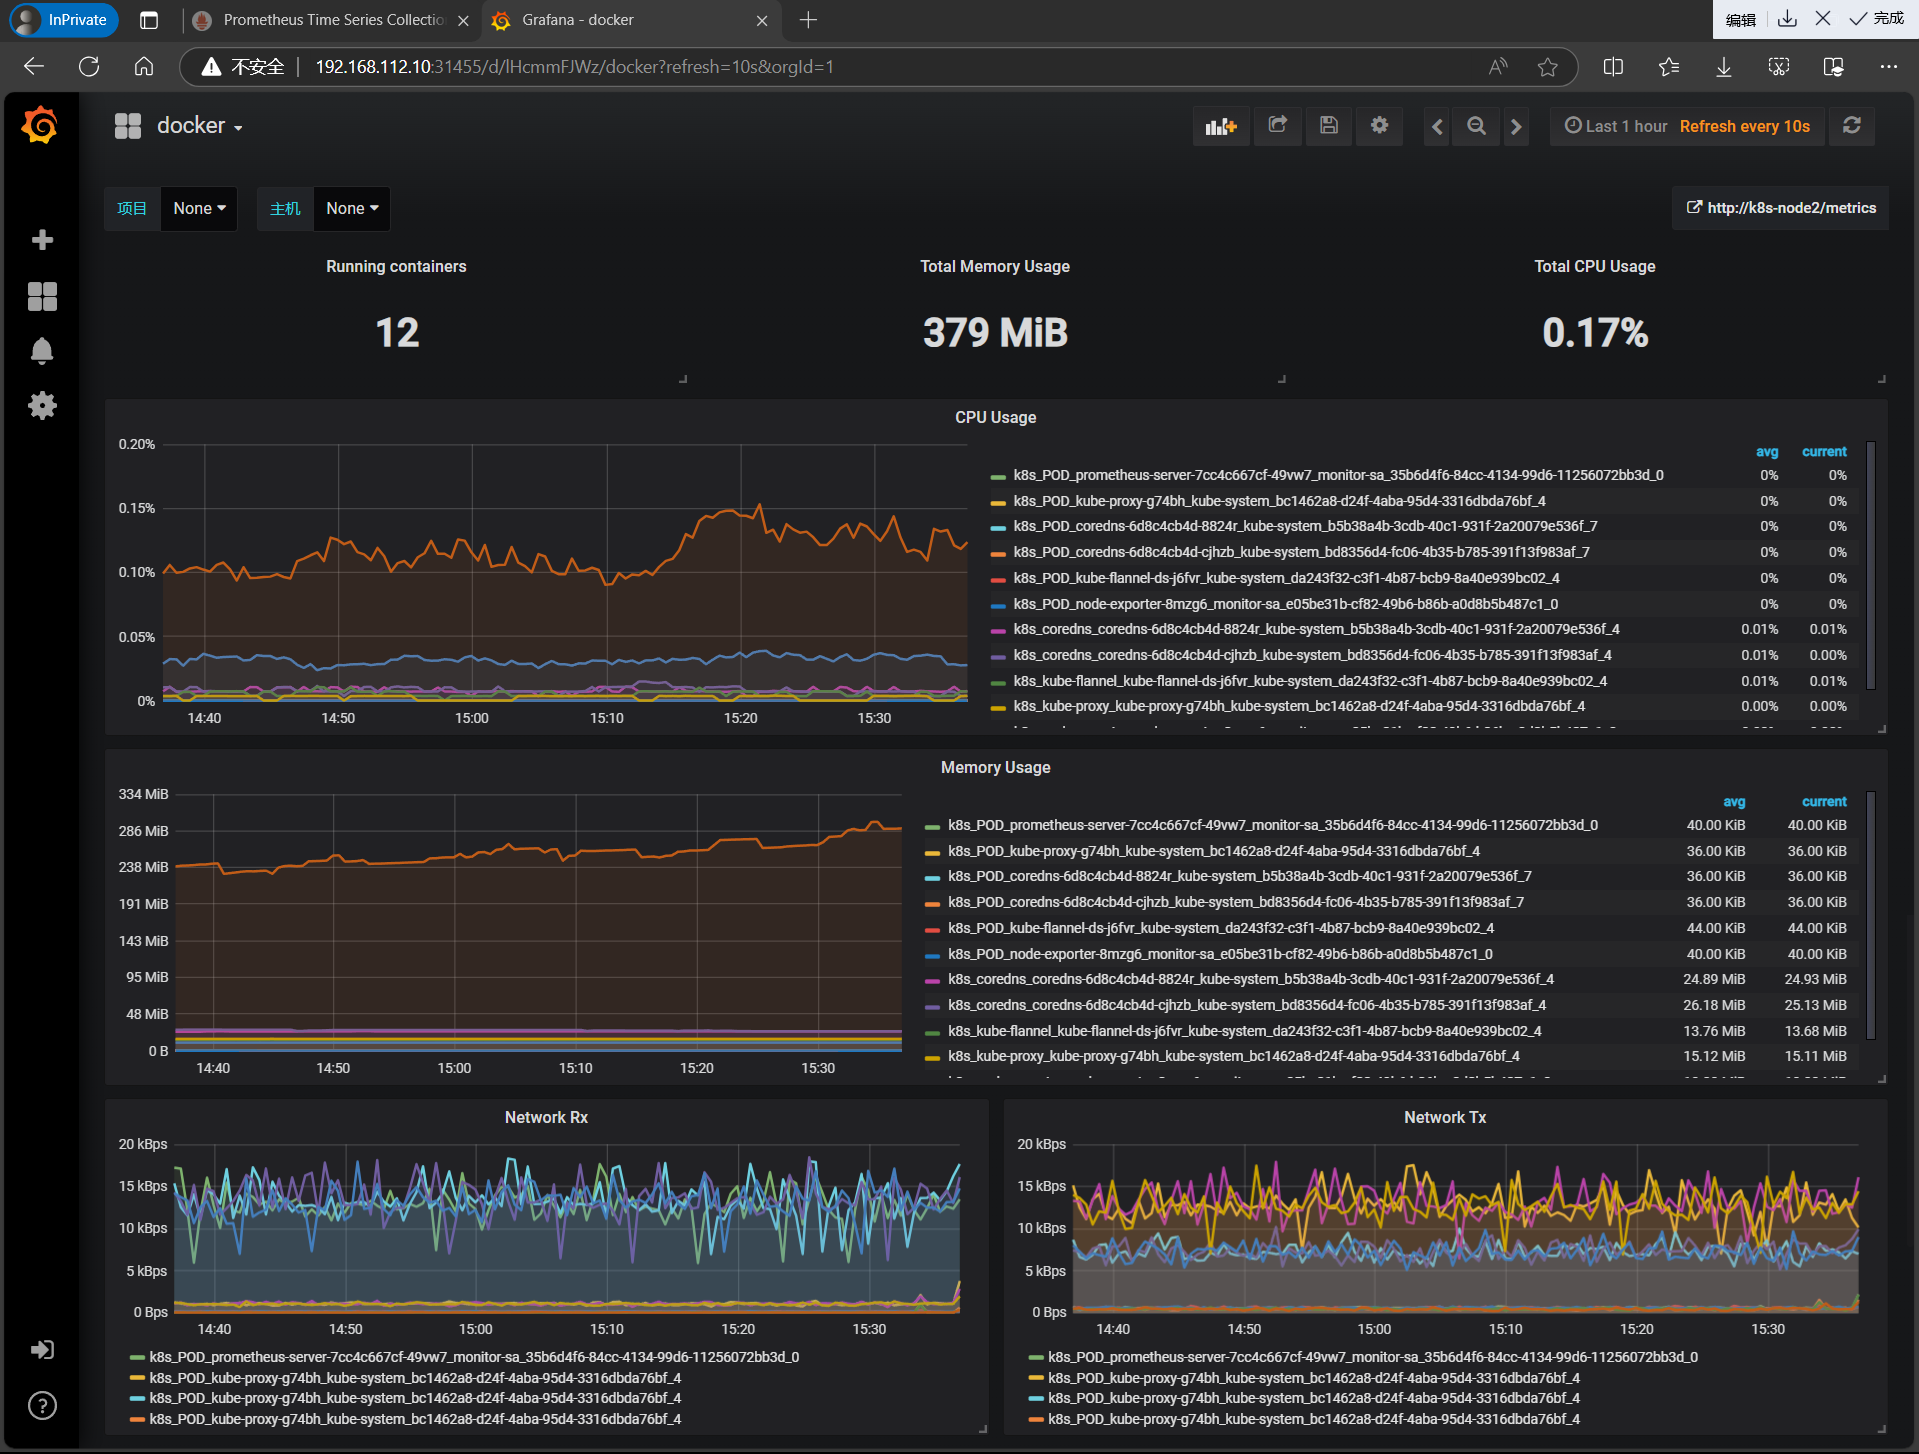 InPrivate
Prometheus Time Series Collectio
Grafana - docker
编辑
完成
不安全
192.168.112.10:31455/d/lHcmmFJWz/docker?refresh=10s&orgId=1
docker
Last 1 hour Refresh every 10s
项目 None
主机 None
http://k8s-node2/metrics
Running containers
12
Total Memory Usage
379 MiB
Total CPU Usage
0.17%
CPU Usage
0.20%
0.15%
0.10%
0.05%
0%
14:40 14:50 15:00 15:10 15:20 15:30
avg current
k8s_POD_prometheus-server-7cc4c667cf-49vw7_monitor-sa_35b6d4f6-84cc-4134-99d6-11256072bb3d_0 0% 0%
k8s_POD_kube-proxy-g74bh_kube-system_bc1462a8-d24f-4aba-95d4-3316dbda76bf_4 0% 0%
k8s_POD_coredns-6d8c4cb4d-8824r_kube-system_b5b38a4b-3cdb-40c1-931f-2a20079e536f_7 0% 0%
k8s_POD_coredns-6d8c4cb4d-cjhzb_kube-system_bd8356d4-fc06-4b35-b785-391f13f983af_7 0% 0%
k8s_POD_kube-flannel-ds-j6fvr_kube-system_da243f32-c3f1-4b87-bcb9-8a40e939bc02_4 0% 0%
k8s_POD_node-exporter-8mzg6_monitor-sa_e05be31b-cf82-49b6-b86b-a0d8b5b487c1_0 0% 0%
k8s_coredns_coredns-6d8c4cb4d-8824r_kube-system_b5b38a4b-3cdb-40c1-931f-2a20079e536f_4 0.01% 0.01%
k8s_coredns_coredns-6d8c4cb4d-cjhzb_kube-system_bd8356d4-fc06-4b35-b785-391f13f983af_4 0.01% 0.00%
k8s_kube-flannel_kube-flannel-ds-j6fvr_kube-system_da243f32-c3f1-4b87-bcb9-8a40e939bc02_4 0.01% 0.01%
k8s_kube-proxy_kube-proxy-g74bh_kube-system_bc1462a8-d24f-4aba-95d4-3316dbda76bf_4 0.00% 0.00%
Memory Usage
334 MiB
286 MiB
238 MiB
191 MiB
143 MiB
95 MiB
48 MiB
0 B
14:40 14:50 15:00 15:10 15:20 15:30
avg current
k8s_POD_prometheus-server-7cc4c667cf-49vw7_monitor-sa_35b6d4f6-84cc-4134-99d6-11256072bb3d_0 40.00 KiB 40.00 KiB
k8s_POD_kube-proxy-g74bh_kube-system_bc1462a8-d24f-4aba-95d4-3316dbda76bf_4 36.00 KiB 36.00 KiB
k8s_POD_coredns-6d8c4cb4d-8824r_kube-system_b5b38a4b-3cdb-40c1-931f-2a20079e536f_7 36.00 KiB 36.00 KiB
k8s_POD_coredns-6d8c4cb4d-cjhzb_kube-system_bd8356d4-fc06-4b35-b785-391f13f983af_7 36.00 KiB 36.00 KiB
k8s_POD_kube-flannel-ds-j6fvr_kube-system_da243f32-c3f1-4b87-bcb9-8a40e939bc02_4 44.00 KiB 44.00 KiB
k8s_POD_node-exporter-8mzg6_monitor-sa_e05be31b-cf82-49b6-b86b-a0d8b5b487c1_0 40.00 KiB 40.00 KiB
k8s_coredns_coredns-6d8c4cb4d-8824r_kube-system_b5b38a4b-3cdb-40c1-931f-2a20079e536f_4 24.89 MiB 24.93 MiB
k8s_coredns_coredns-6d8c4cb4d-cjhzb_kube-system_bd8356d4-fc06-4b35-b785-391f13f983af_4 26.18 MiB 25.13 MiB
k8s_kube-flannel_kube-flannel-ds-j6fvr_kube-system_da243f32-c3f1-4b87-bcb9-8a40e939bc02_4 13.76 MiB 13.68 MiB
k8s_kube-proxy_kube-proxy-g74bh_kube-system_bc1462a8-d24f-4aba-95d4-3316dbda76bf_4 15.12 MiB 15.11 MiB
Network Rx
20 kBps
15 kBps
10 kBps
5 kBps
0 Bps
14:40 14:50 15:00 15:10 15:20 15:30
k8s_POD_prometheus-server-7cc4c667cf-49vw7_monitor-sa_35b6d4f6-84cc-4134-99d6-11256072bb3d_0
k8s_POD_kube-proxy-g74bh_kube-system_bc1462a8-d24f-4aba-95d4-3316dbda76bf_4
k8s_POD_kube-proxy-g74bh_kube-system_bc1462a8-d24f-4aba-95d4-3316dbda76bf_4
k8s_POD_kube-proxy-g74bh_kube-system_bc1462a8-d24f-4aba-95d4-3316dbda76bf_4
Network Tx
20 kBps
15 kBps
10 kBps
5 kBps
0 Bps
14:40 14:50 15:00 15:10 15:20 15:30
k8s_POD_prometheus-server-7cc4c667cf-49vw7_monitor-sa_35b6d4f6-84cc-4134-99d6-11256072bb3d_0
k8s_POD_kube-proxy-g74bh_kube-system_bc1462a8-d24f-4aba-95d4-3316dbda76bf_4
k8s_POD_kube-proxy-g74bh_kube-system_bc1462a8-d24f-4aba-95d4-3316dbda76bf_4
k8s_POD_kube-proxy-g74bh_kube-system_bc1462a8-d24f-4aba-95d4-3316dbda76bf_4